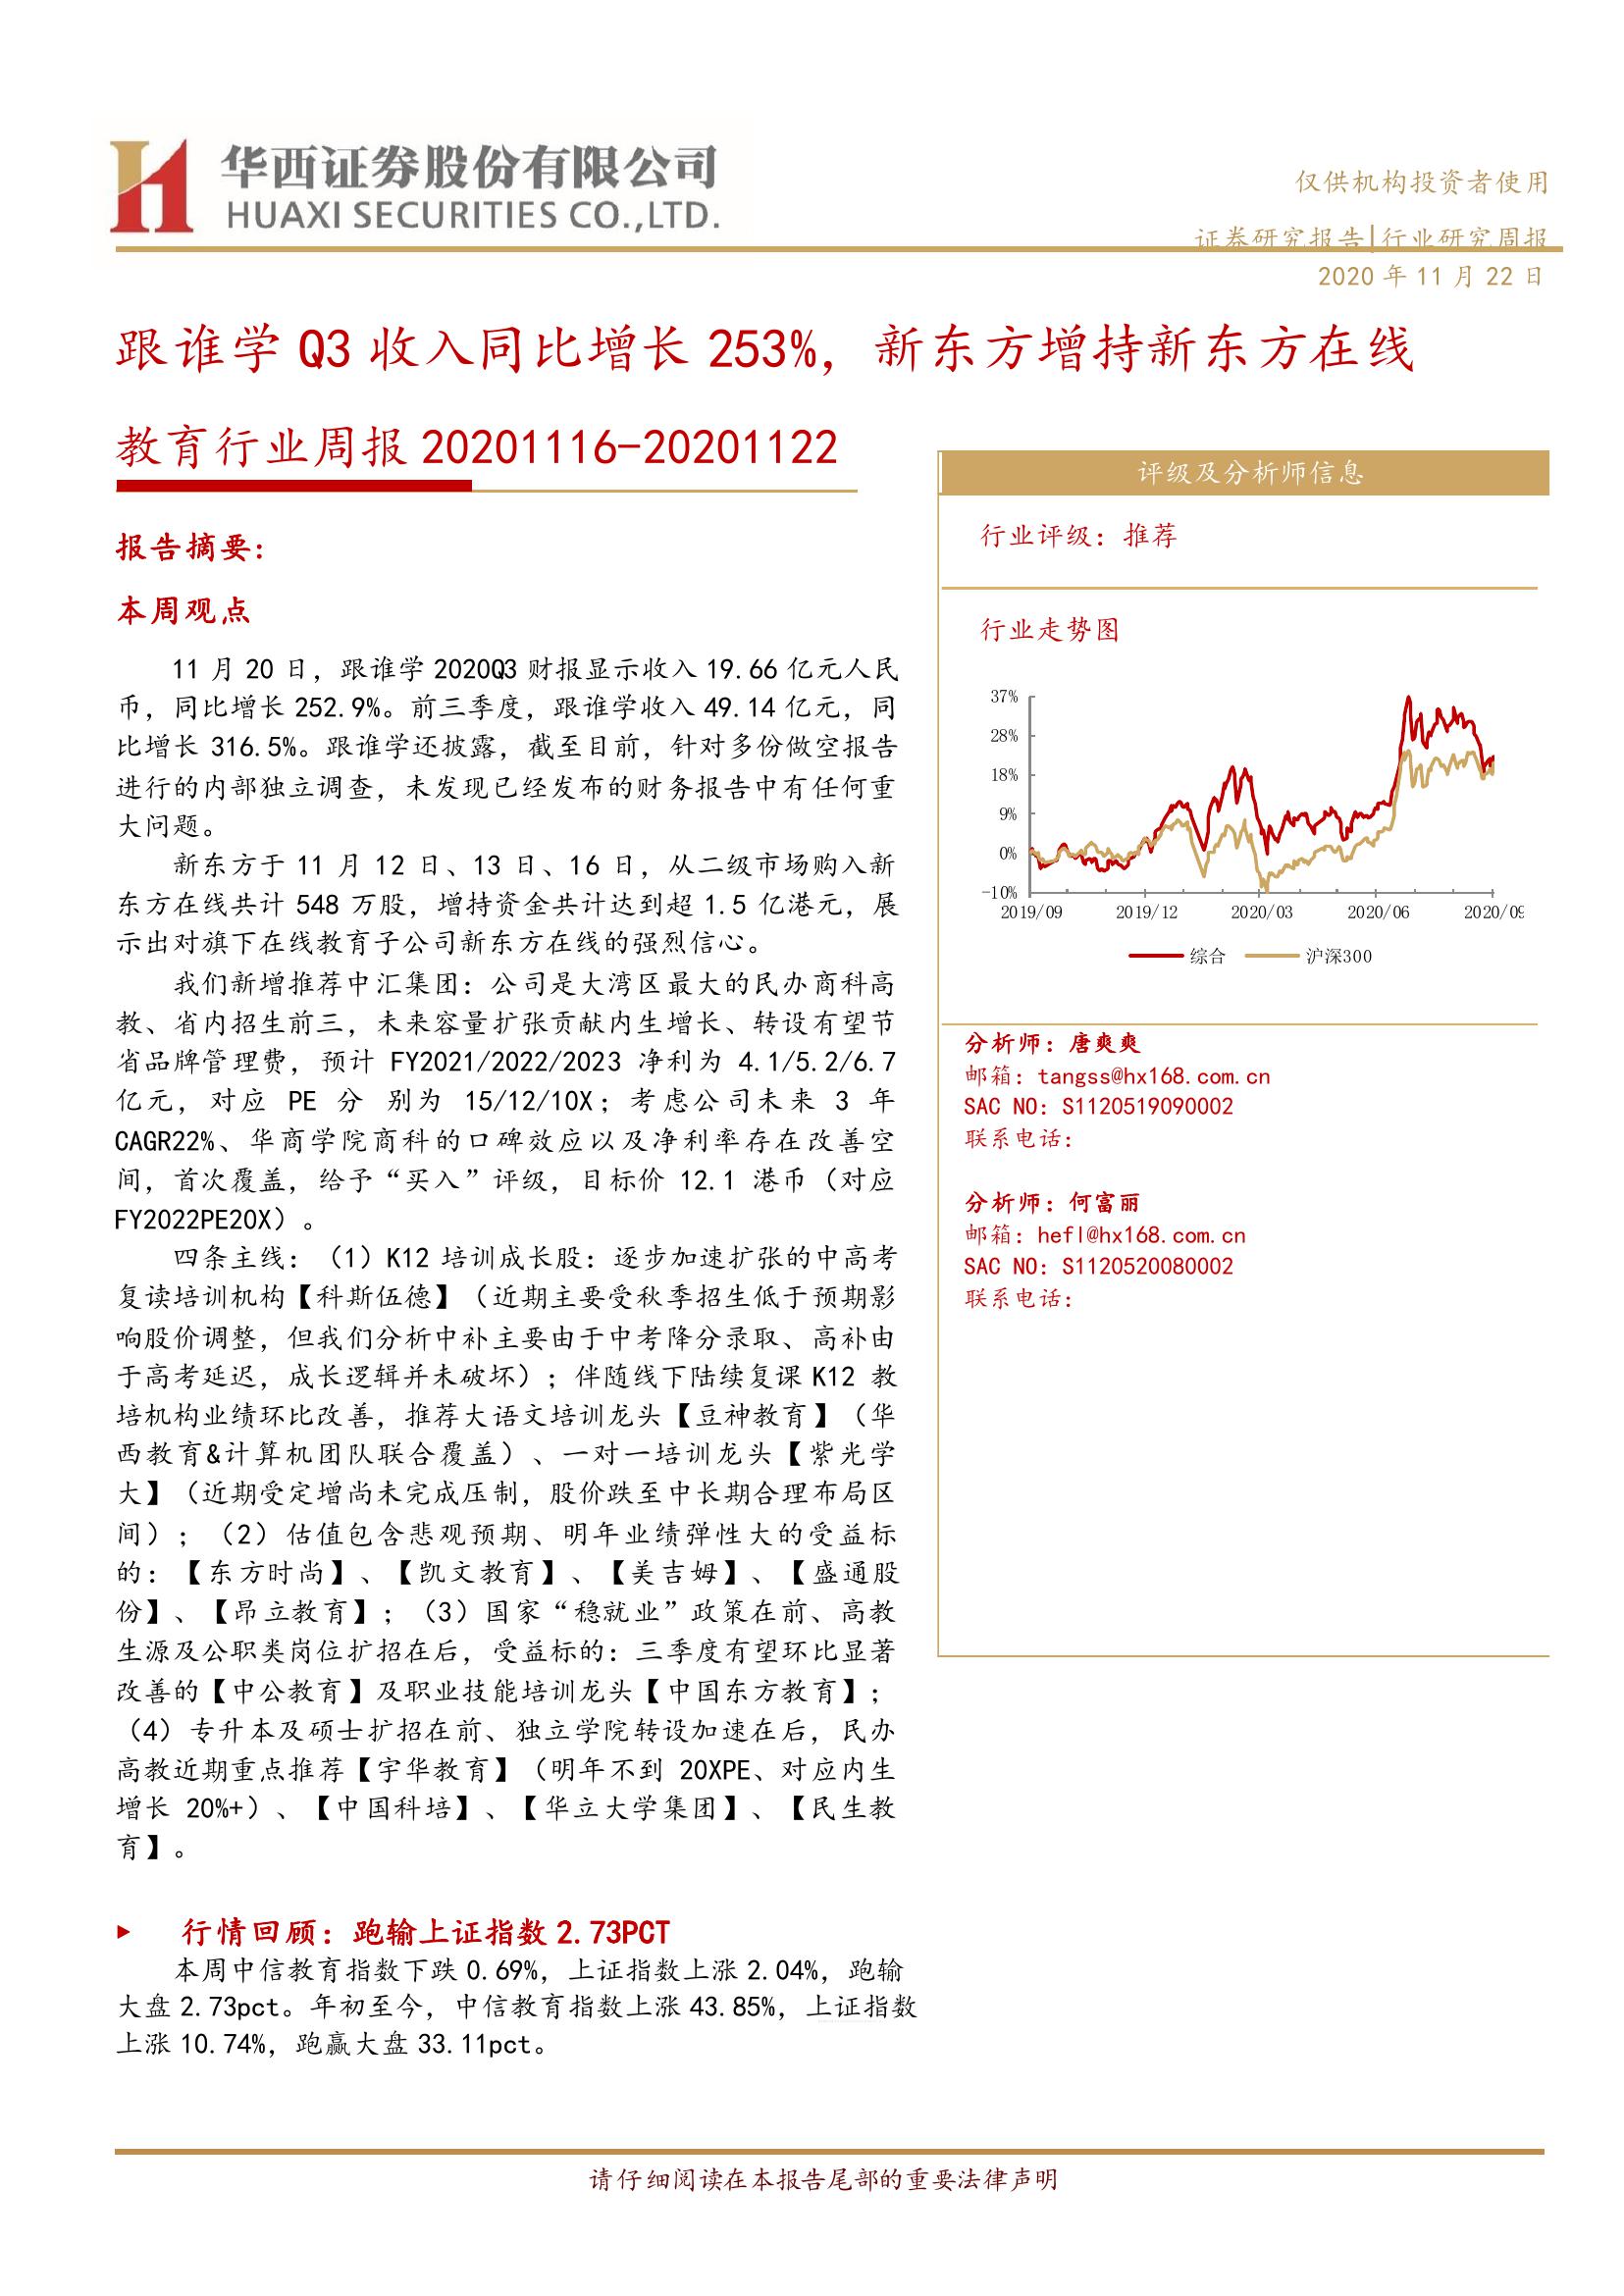 华西证券股份有限公司
HUAXI SECURITIES CO.,LTD.
仅供机构投资者使用
证券研究报告|行业研究周报
2020 年 11 月 22 日
跟谁学 Q3 收入同比增长 253%，新东方增持新东方在线
教育行业周报 20201116-20201122
报告摘要：
本周观点
11 月 20 日，跟谁学 2020Q3 财报显示收入 19.66 亿元人民
币，同比增长 252.9%。前三季度，跟谁学收入 49.14 亿元，同
比增长 316.5%。跟谁学还披露，截至目前，针对多份做空报告
进行的内部独立调查，未发现已经发布的财务报告中有任何重
大问题。
新东方于 11 月 12 日、13 日、16 日，从二级市场购入新
东方在线共计 548 万股，增持资金共计达到超 1.5 亿港元，展
示出对旗下在线教育子公司新东方在线的强烈信心。
我们新增推荐中汇集团：公司是大湾区最大的民办商科高
教、省内招生前三，未来容量扩张贡献内生增长、转设有望节
省品牌管理费，预计 FY2021/2022/2023 净利为 4.1/5.2/6.7
亿元，对应 PE 分 别为 15/12/10X；考虑公司未来 3 年
CAGR22%、华商学院商科的口碑效应以及净利率存在改善空
间，首次覆盖，给予“买入”评级，目标价 12.1 港币（对应
FY2022PE20X）。
四条主线：（1）K12 培训成长股：逐步加速扩张的中高考
复读培训机构【科斯伍德】（近期主要受秋季招生低于预期影
响股价调整，但我们分析中补主要由于中考降分录取、高补由
于高考延迟，成长逻辑并未破坏）；伴随线下陆续复课 K12 教
培机构业绩环比改善，推荐大语文培训龙头【豆神教育】（华
西教育&计算机团队联合覆盖）、一对一培训龙头【紫光学
大】（近期受定增尚未完成压制，股价跌至中长期合理布局区
间）；（2）估值包含悲观预期、明年业绩弹性大的受益标
的：【东方时尚】、【凯文教育】、【美吉姆】、【盛通股
份】、【昂立教育】；（3）国家“稳就业”政策在前、高教
生源及公职类岗位扩招在后，受益标的：三季度有望环比显著
改善的【中公教育】及职业技能培训龙头【中国东方教育】；
（4）专升本及硕士扩招在前、独立学院转设加速在后，民办
高教近期重点推荐【宇华教育】（明年不到 20XPE、对应内生
增长 20%+）、【中国科培】、【华立大学集团】、【民生教
育】。
行情回顾：跑输上证指数 2.73PCT
本周中信教育指数下跌 0.69%，上证指数上涨 2.04%，跑输
大盘 2.73pct。年初至今，中信教育指数上涨 43.85%，上证指数
上涨 10.74%，跑赢大盘 33.11pct。
评级及分析师信息
行业评级：推荐
行业走势图
37%
28%
18%
9%
0%
-10%
2019/09 2019/12 2020/03 2020/06 2020/09
综合 沪深300
分析师：唐爽爽
邮箱：tangss@hx168.com.cn
SAC NO：S1120519090002
联系电话：
分析师：何富丽
邮箱：hefl@hx168.com.cn
SAC NO：S1120520080002
联系电话：
请仔细阅读在本报告尾部的重要法律声明